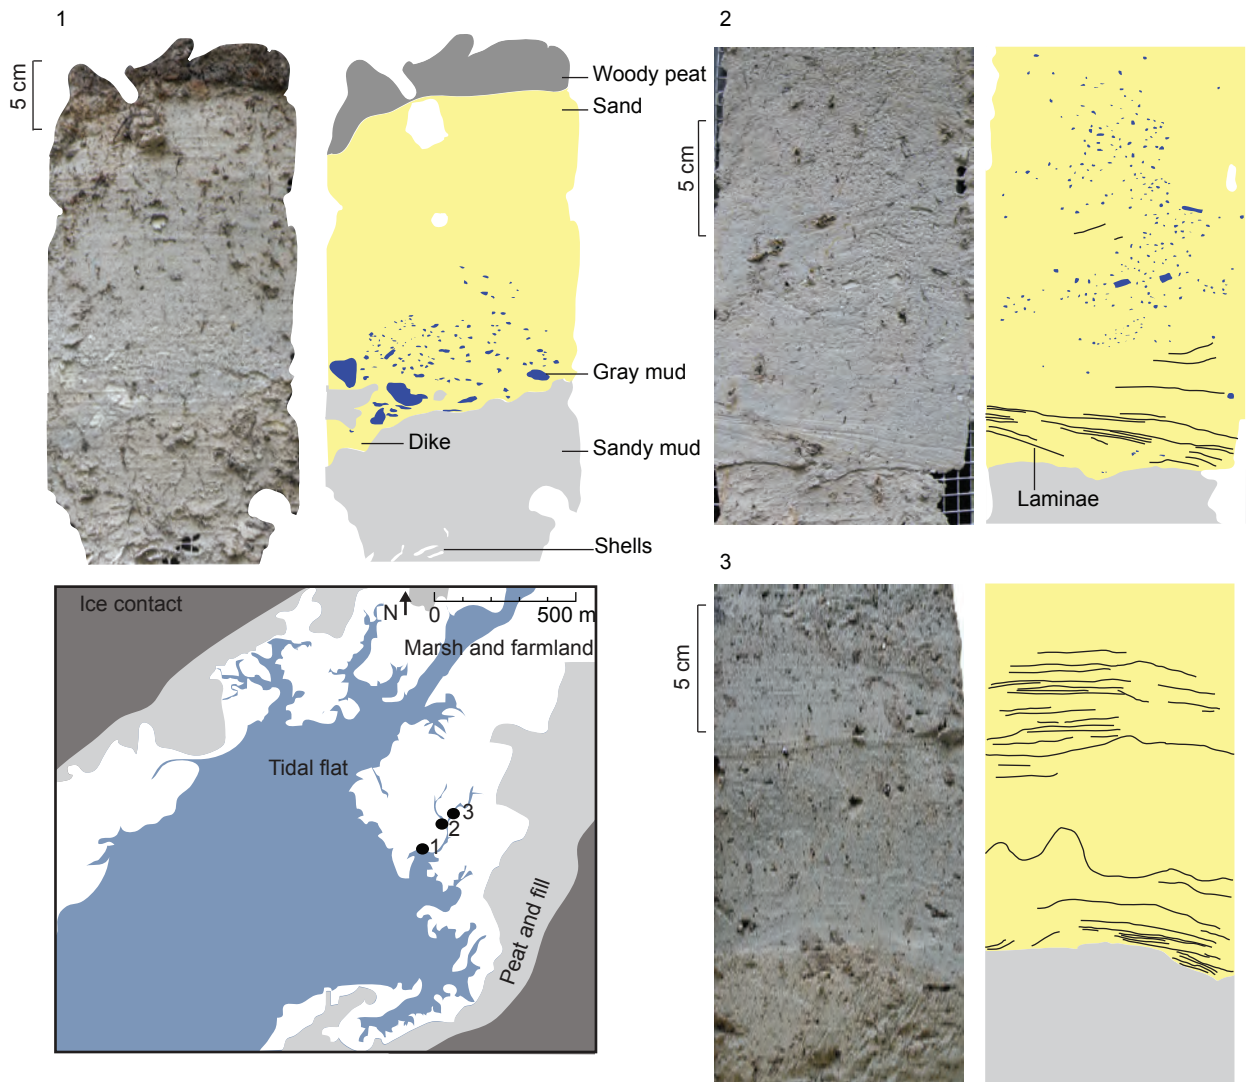 1
5 cm
Woody peat
Sand
Gray mud
Dike
Sandy mud
Shells
2
5 cm
Laminae
3
5 cm
Ice contact
N
0
500 m
Marsh and farmland
Tidal flat
3
2
1
Peat and fill